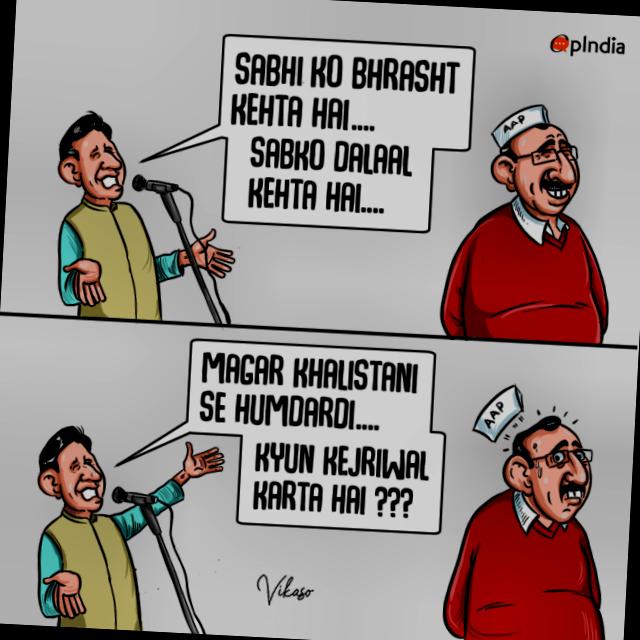 OpIndia
SABHI KO BHRASHT
KEHTA HAI....
SABKO DALAAL
KEHTA HAI....
AAP
MAGAR KHALISTANI
SE HUMDARDI....
KYUN KEJRIWAL
KARTA HAI ???
AAP
Vikaso